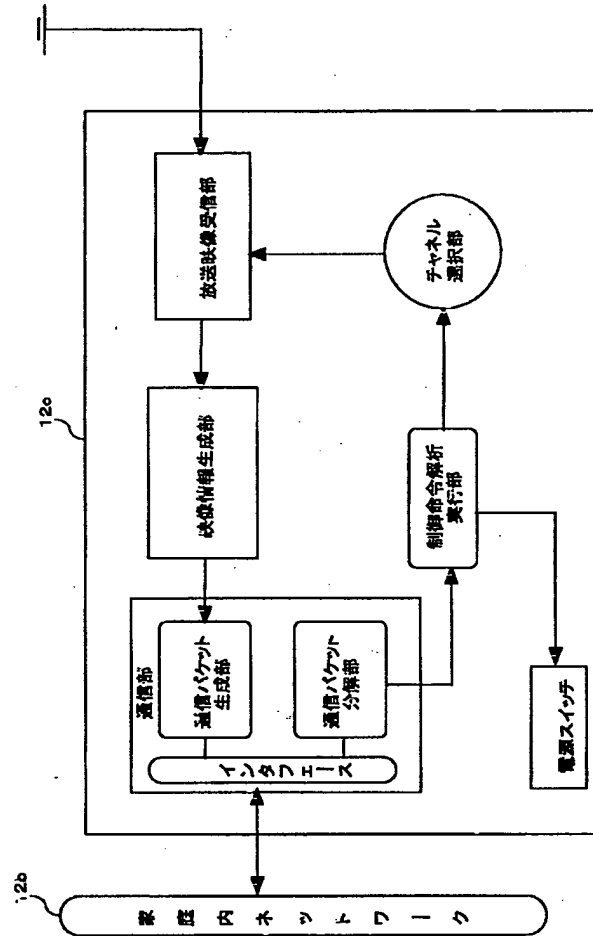 12a
放送映像受信部
映像情報生成部
通信部
通信パケット
生成部
通信パケット
分解部
インタフェース
チャネル
選択部
制御命令解析
実行部
電源スイッチ
12b
家庭内ネットワーク